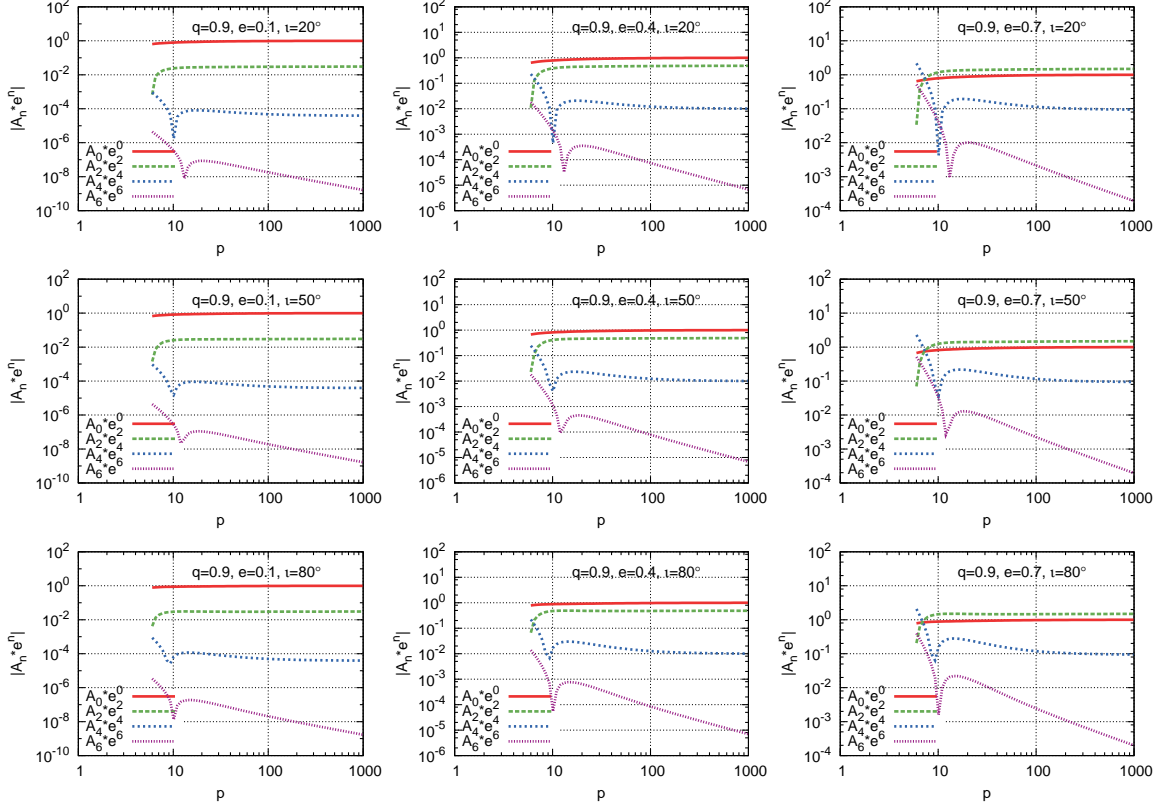 10^2
q=0.9, e=0.1, ι=20°
10^0
10^-2
|A_n*e^n|
10^-4
10^-6
A_0*e^0
A_2*e^2
10^-8
A_4*e^4
A_6*e^6
10^-10
1 10 100 1000
p
10^2
q=0.9, e=0.4, ι=20°
10^1
10^0
10^-1
10^-2
|A_n*e^n|
10^-3
10^-4
A_0*e^0
A_2*e^2
10^-5
A_4*e^4
A_6*e^6
10^-6
1 10 100 1000
p
10^2
q=0.9, e=0.7, ι=20°
10^1
10^0
10^-1
|A_n*e^n|
10^-2
10^-3
A_0*e^0
A_2*e^2
A_4*e^4
A_6*e^6
10^-4
1 10 100 1000
p
10^2
q=0.9, e=0.1, ι=50°
10^0
10^-2
|A_n*e^n|
10^-4
10^-6
A_0*e^0
A_2*e^2
10^-8
A_4*e^4
A_6*e^6
10^-10
1 10 100 1000
p
10^2
q=0.9, e=0.4, ι=50°
10^1
10^0
10^-1
10^-2
|A_n*e^n|
10^-3
10^-4
A_0*e^0
A_2*e^2
10^-5
A_4*e^4
A_6*e^6
10^-6
1 10 100 1000
p
10^2
q=0.9, e=0.7, ι=50°
10^1
10^0
10^-1
|A_n*e^n|
10^-2
10^-3
A_0*e^0
A_2*e^2
A_4*e^4
A_6*e^6
10^-4
1 10 100 1000
p
10^2
q=0.9, e=0.1, ι=80°
10^0
10^-2
|A_n*e^n|
10^-4
10^-6
A_0*e^0
A_2*e^2
10^-8
A_4*e^4
A_6*e^6
10^-10
1 10 100 1000
p
10^2
q=0.9, e=0.4, ι=80°
10^1
10^0
10^-1
10^-2
|A_n*e^n|
10^-3
10^-4
A_0*e^0
A_2*e^2
10^-5
A_4*e^4
A_6*e^6
10^-6
1 10 100 1000
p
10^2
q=0.9, e=0.7, ι=80°
10^1
10^0
10^-1
|A_n*e^n|
10^-2
10^-3
A_0*e^0
A_2*e^2
A_4*e^4
A_6*e^6
10^-4
1 10 100 1000
p